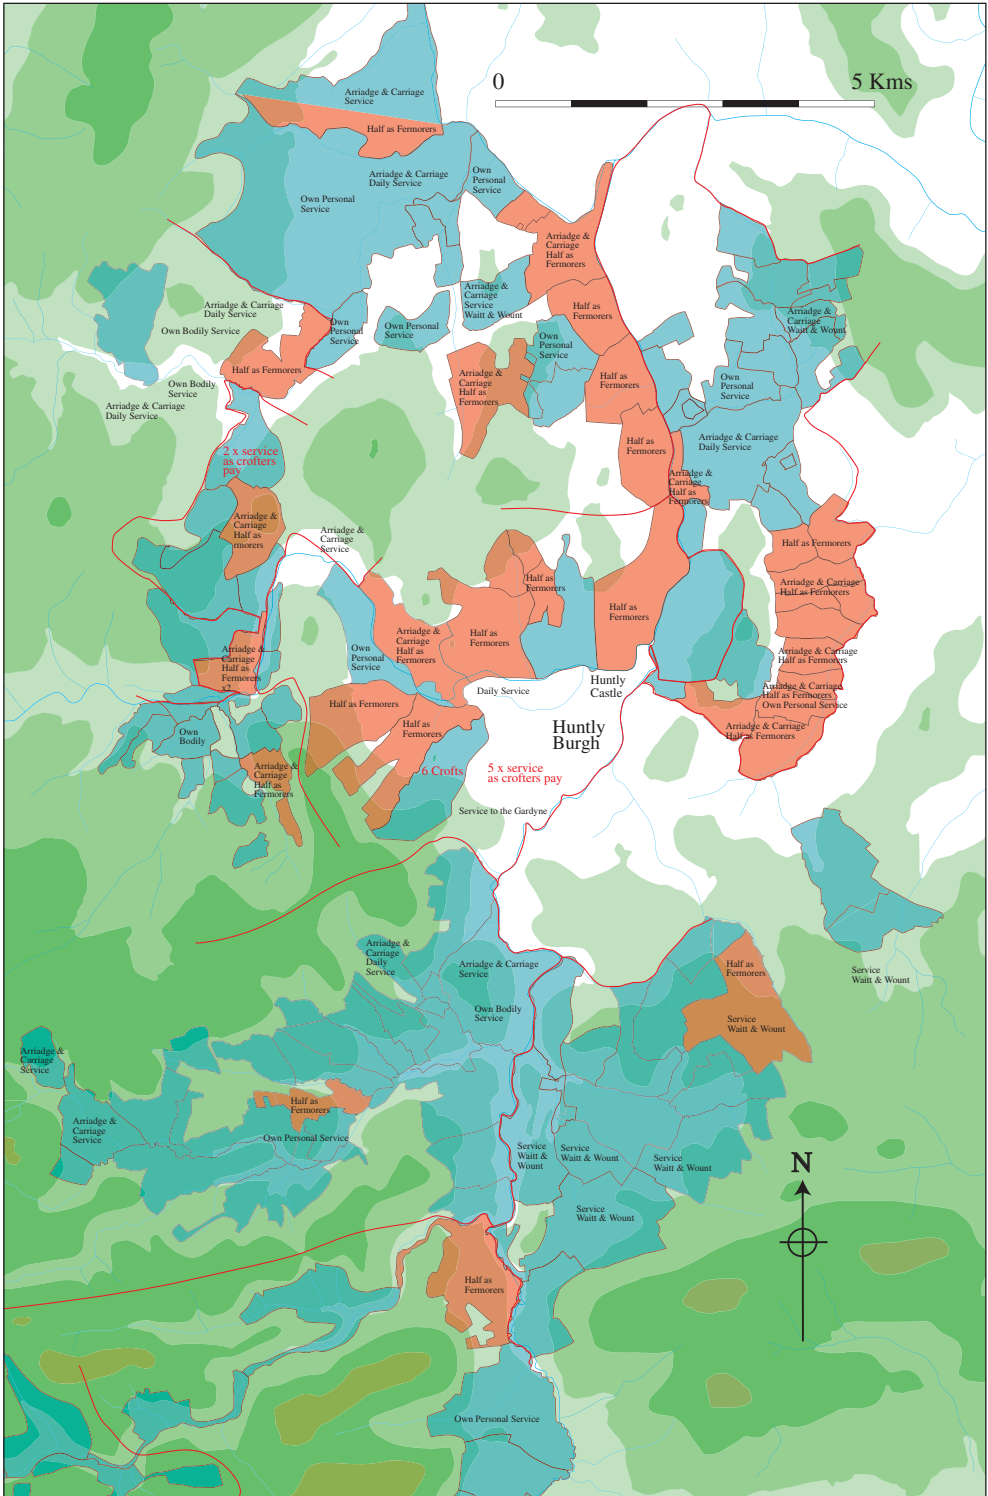 0
5 Kms
Arriadge & Carriage
Service
Half as Fermorers
Arriadge & Carriage
Daily Service
Own
Personal
Service
Own Personal
Service
Arriadge &
Carriage
Half as
Fermorers
Arriadge &
Carriage
Service
Waitt & Wount
Half as
Fermorers
Arriadge &
Carriage
Waitt & Wount
Arriadge & Carriage
Daily Service
Own Bodily Service
Own
Personal
Service
Own Personal
Service
Own
Personal
Service
Half as Fermorers
Arriadge &
Carriage
Half as
Fermorers
Half as
Fermorers
Own
Personal
Service
Own Bodily
Service
Arriadge & Carriage
Daily Service
Half as
Fermorers
Arriadge & Carriage
Daily Service
2 x service
as crofters
pay
Arriadge &
Carriage
Half as
Fermorers
Arriadge &
Carriage
Half as
rmorers
Arriadge &
Carriage
Service
Half as Fermorers
Half as
Fermorers
Arriadge & Carriage
Half as Fermorers
Half as
Fermorers
Arriadge &
Carriage
Half as
Fermorers
Half as
Fermorers
Own
Personal
Service
Arriadge &
Carriage
Half as
Fermorers
x2
Arriadge & Carriage
Half as Fermorers
Daily Service
Huntly
Castle
Arriadge & Carriage
Half as Fermorers
Own Personal Service
Half as Fermorers
Half as
Fermorers
Huntly
Burgh
Arriadge & Carriage
Half as Fermorers
Own
Bodily
Arriadge &
Carriage
Half as
Fermorers
6 Crofts
5 x service
as crofters pay
Service to the Gardyne
Arriadge &
Carriage
Daily
Service
Arriadge & Carriage
Service
Half as
Fermorers
Service
Waitt & Wount
Own Bodily
Service
Service
Waitt & Wount
Arriadge &
Carriage
Service
Half as
Fermorers
Arriadge &
Carriage
Service
Own Personal Service
Service
Waitt &
Wount
Service
Waitt & Wount
Service
Waitt & Wount
N
Service
Waitt & Wount
Half as
Fermorers
Own Personal Service